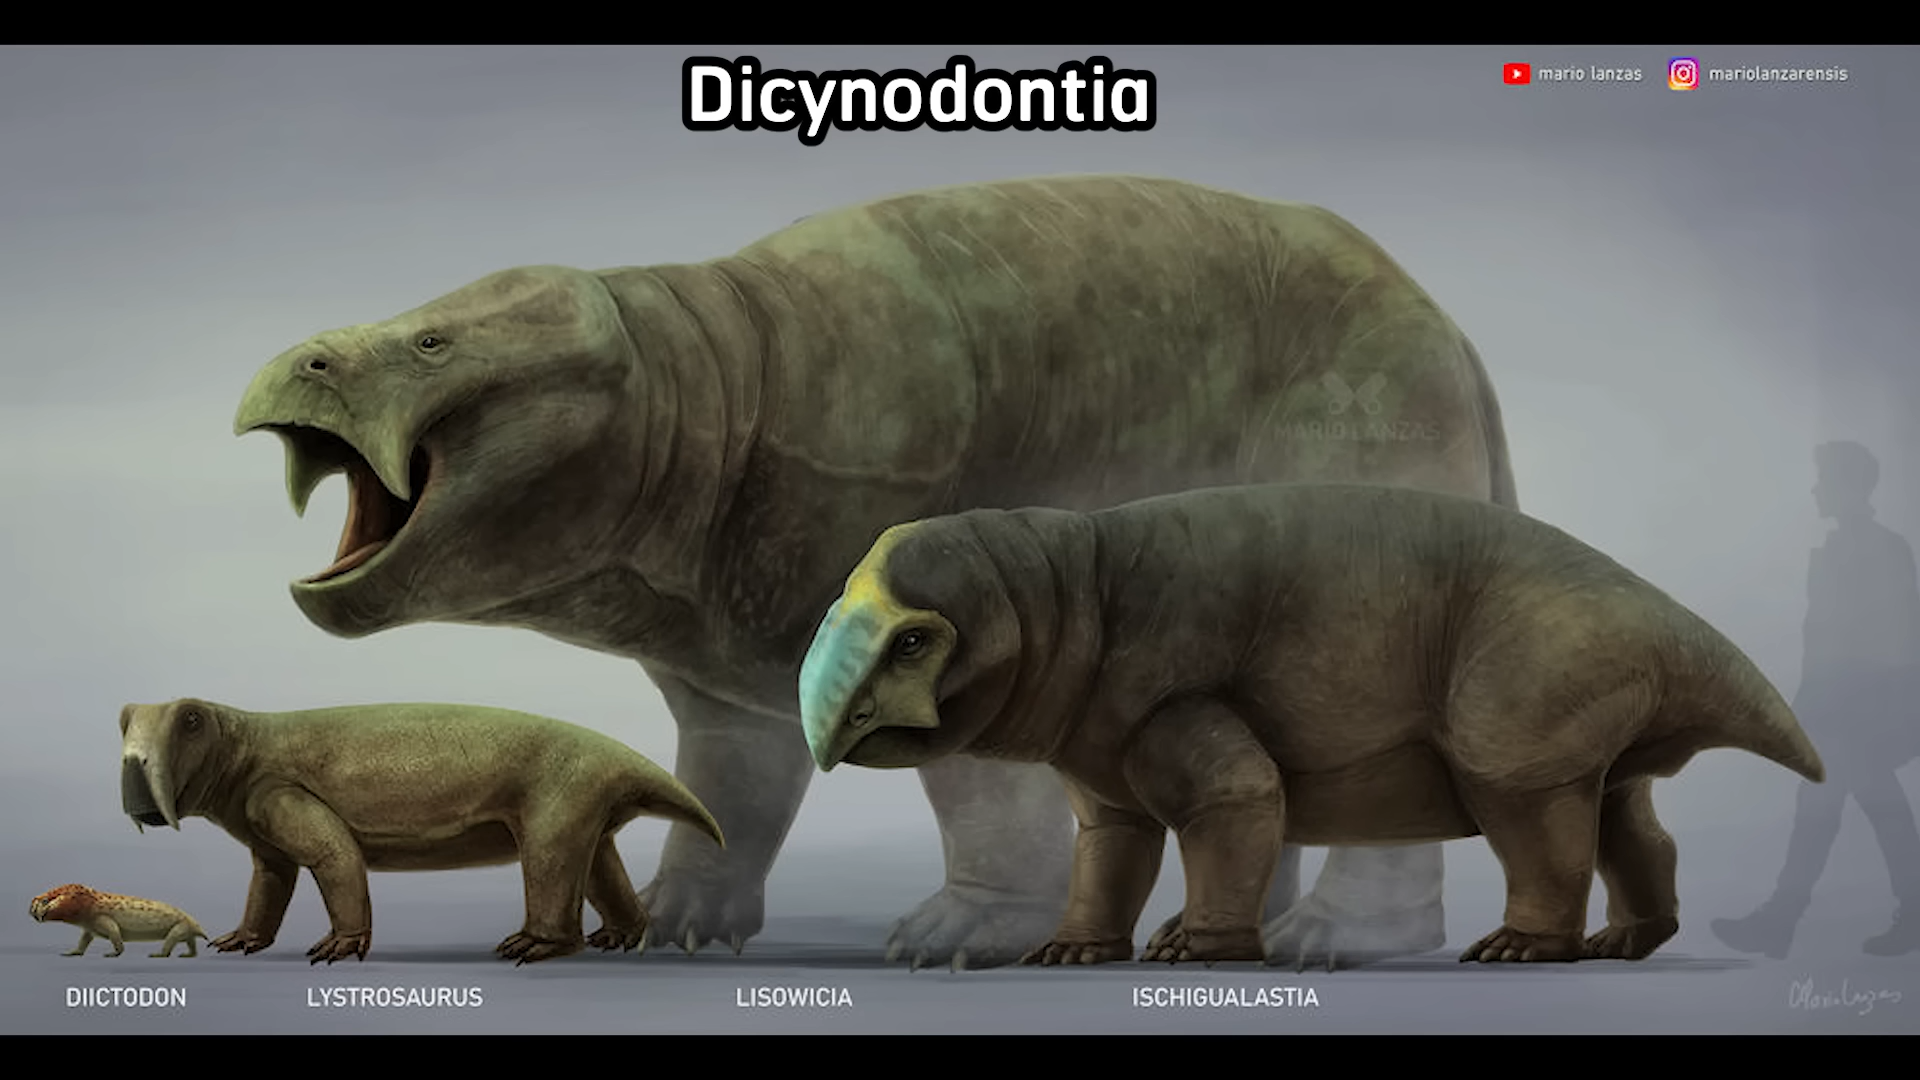 Dicynodontia
mario lanzas
mariolanzarensis
MARIO LANZAS
DIICTODON
LYSTROSAURUS
LISOWICIA
ISCHIGUALASTIA